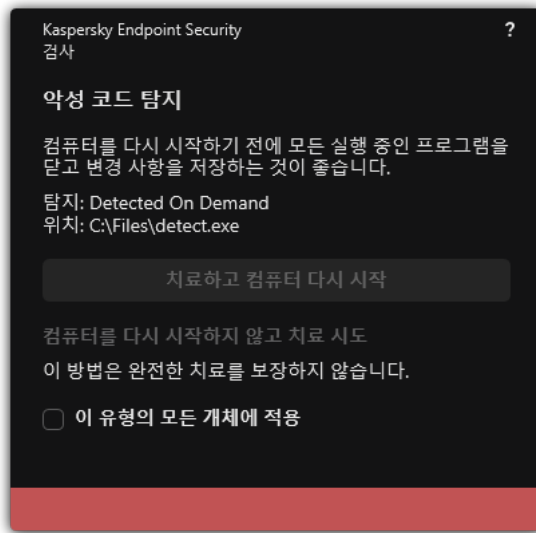 Kaspersky Endpoint Security
?
검사
악성 코드 탐지
컴퓨터를 다시 시작하기 전에 모든 실행 중인 프로그램을
닫고 변경 사항을 저장하는 것이 좋습니다.
탐지: Detected On Demand
위치: C:\Files\detect.exe
치료하고 컴퓨터 다시 시작
컴퓨터를 다시 시작하지 않고 치료 시도
이 방법은 완전한 치료를 보장하지 않습니다.
이 유형의 모든 개체에 적용